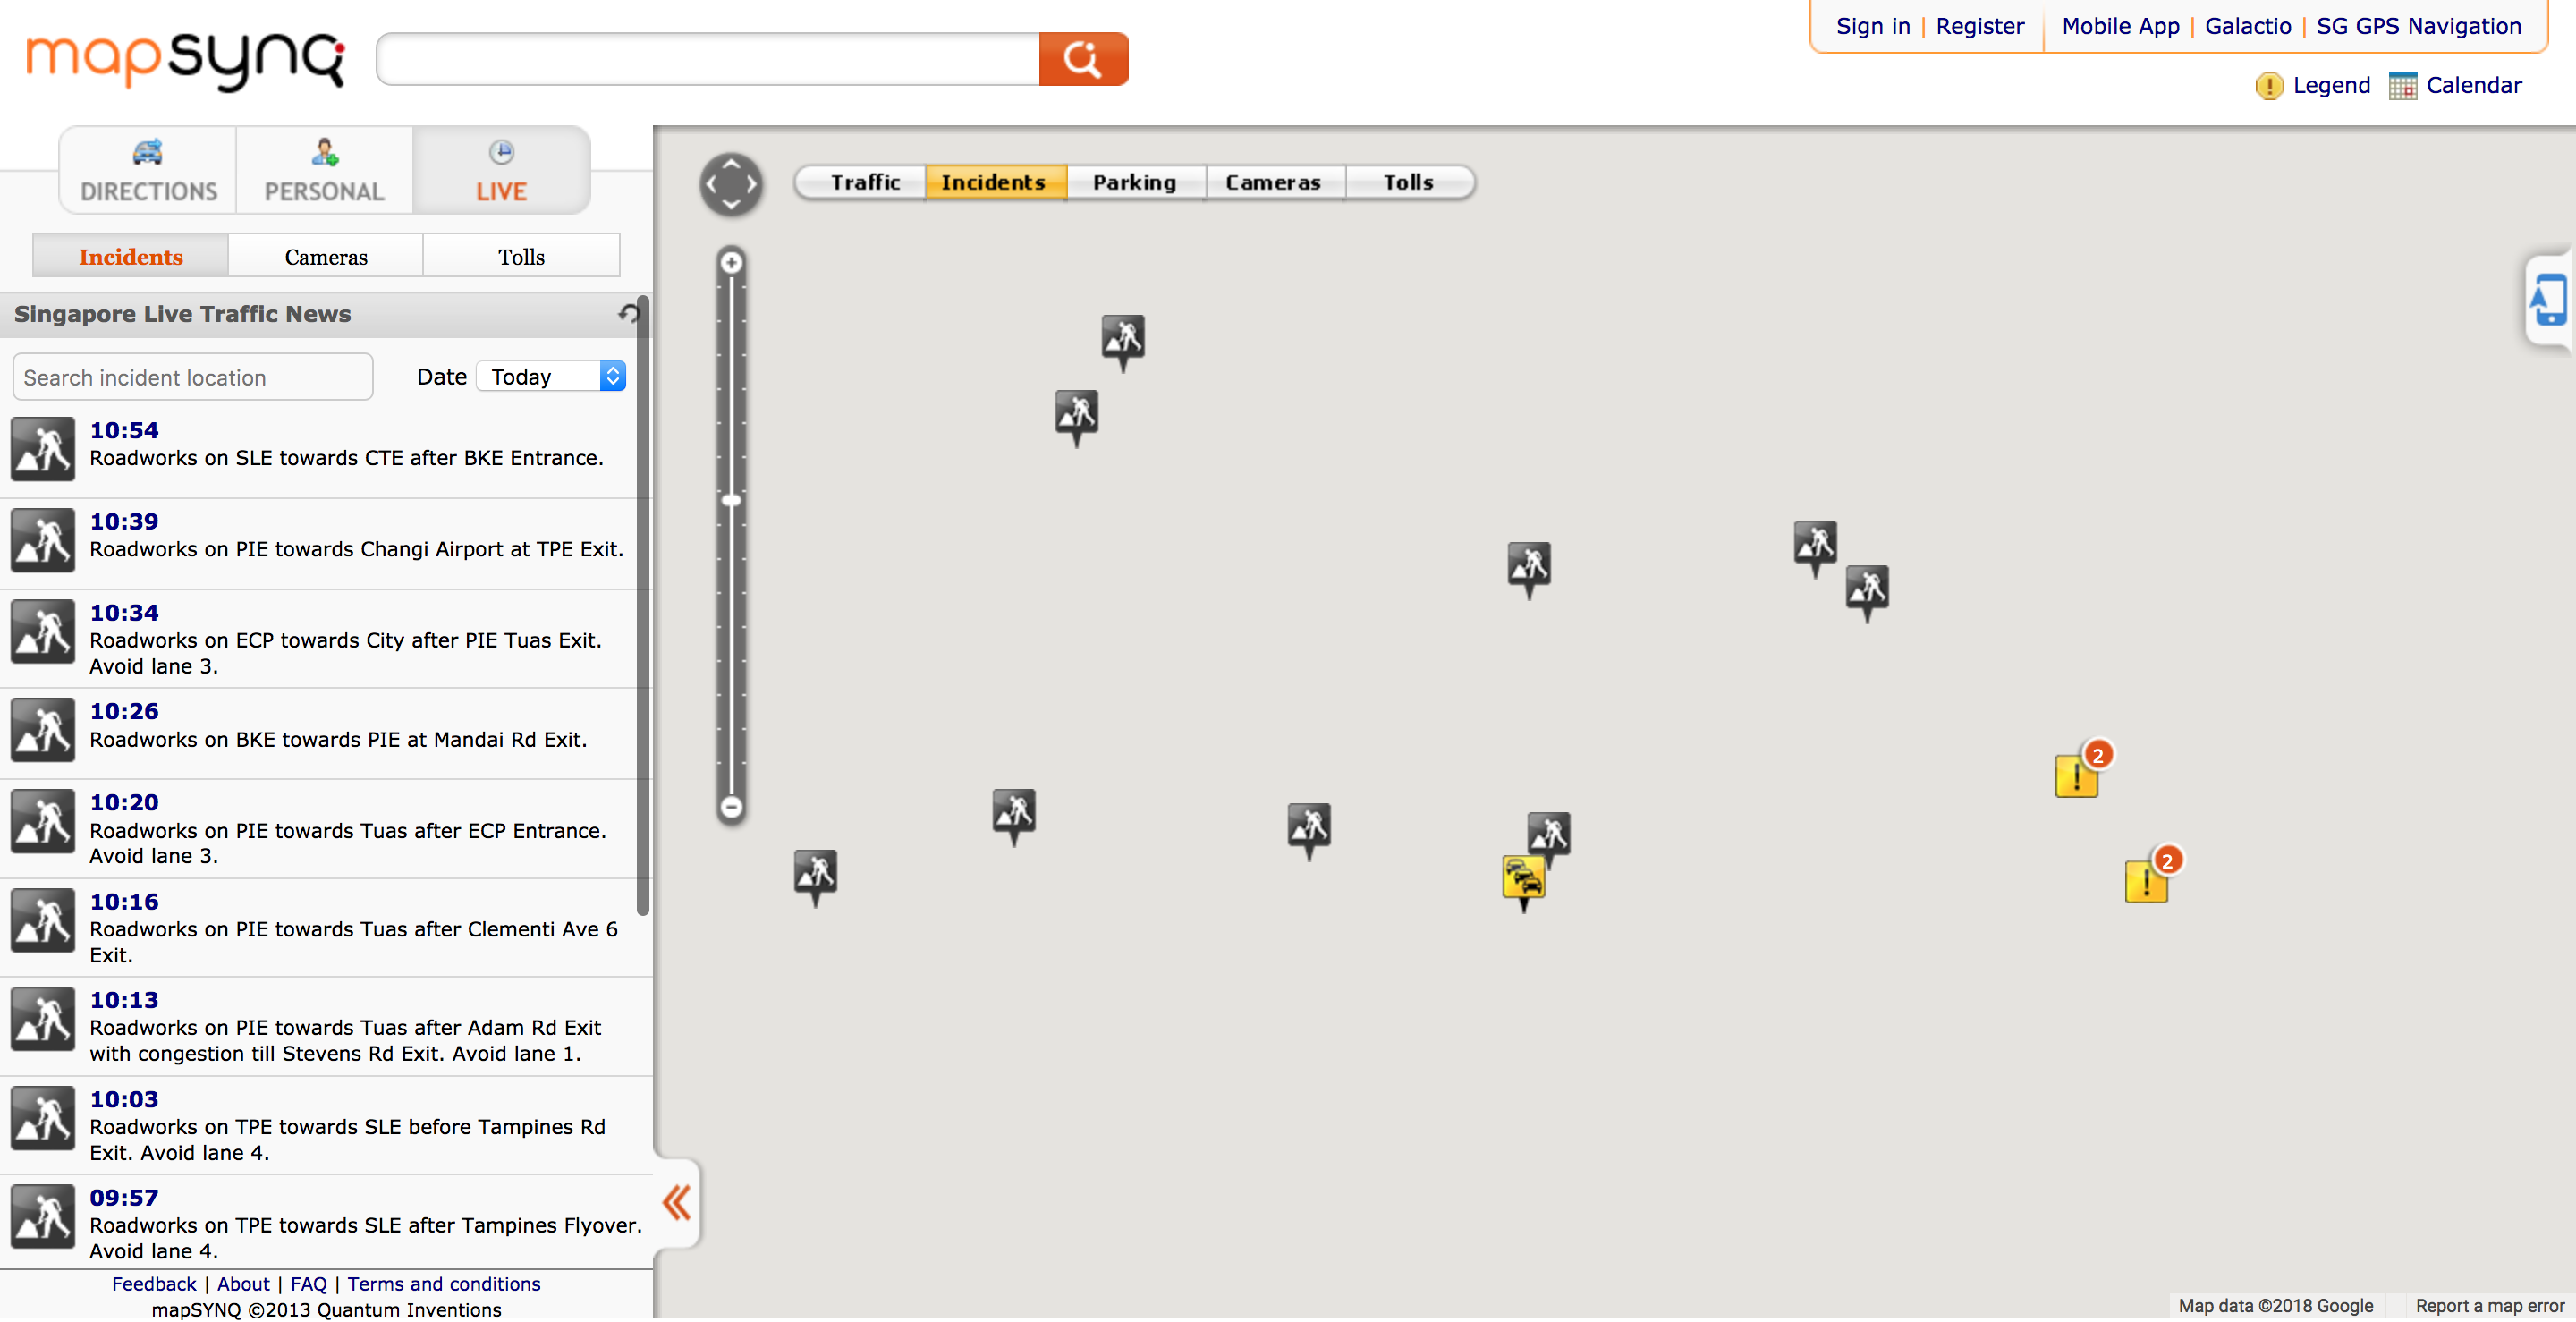 mapsynq
Sign in | Register
Mobile App | Galactio | SG GPS Navigation
Legend
Calendar
DIRECTIONS
PERSONAL
LIVE
Traffic
Incidents
Parking
Cameras
Tolls
Incidents
Cameras
Tolls
Singapore Live Traffic News
Search incident location
Date
Today
10:54
Roadworks on SLE towards CTE after BKE Entrance.
10:39
Roadworks on PIE towards Changi Airport at TPE Exit.
10:34
Roadworks on ECP towards City after PIE Tuas Exit.
Avoid lane 3.
10:26
Roadworks on BKE towards PIE at Mandai Rd Exit.
10:20
Roadworks on PIE towards Tuas after ECP Entrance.
Avoid lane 3.
10:16
Roadworks on PIE towards Tuas after Clementi Ave 6
Exit.
10:13
Roadworks on PIE towards Tuas after Adam Rd Exit
with congestion till Stevens Rd Exit. Avoid lane 1.
10:03
Roadworks on TPE towards SLE before Tampines Rd
Exit. Avoid lane 4.
09:57
Roadworks on TPE towards SLE after Tampines Flyover.
Avoid lane 4.
Feedback | About | FAQ | Terms and conditions
mapSYNQ ©2013 Quantum Inventions
2
2
Map data ©2018 Google
Report a map error